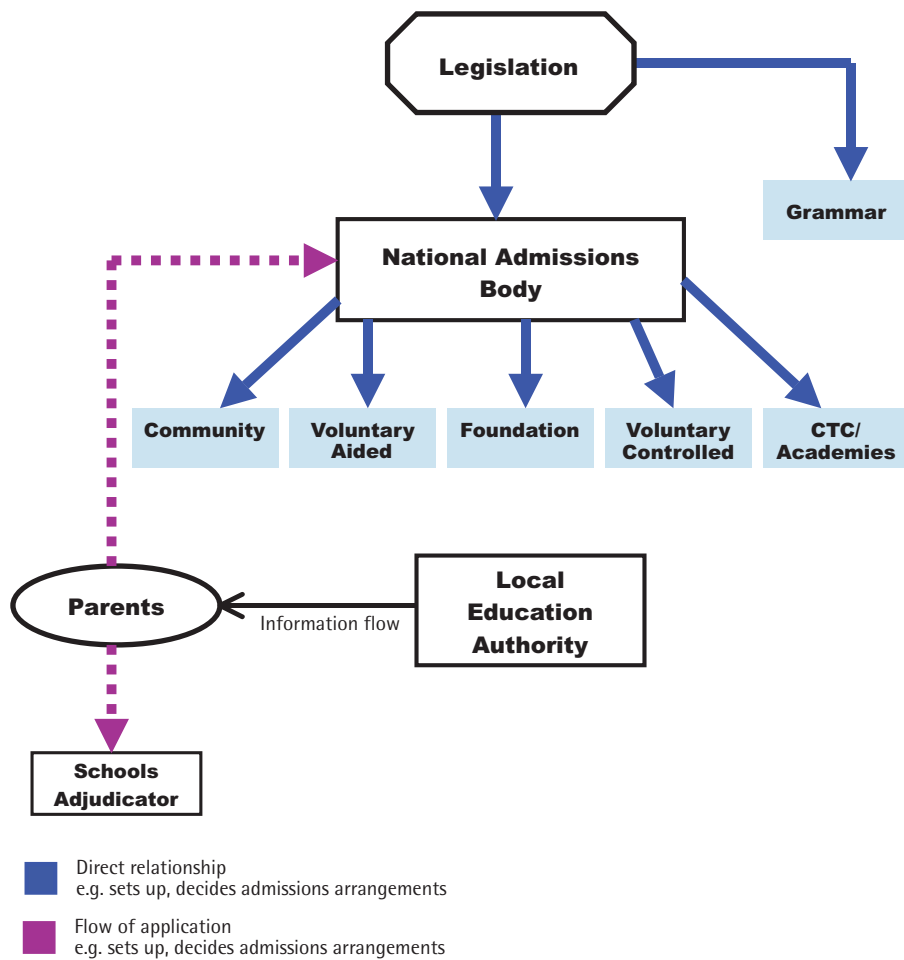 Legislation
Grammar
National Admissions
Body
Community
Voluntary
Aided
Foundation
Voluntary
Controlled
CTC/
Academies
Parents
Information flow
Local
Education
Authority
Schools
Adjudicator
Direct relationship
e.g. sets up, decides admissions arrangements
Flow of application
e.g. sets up, decides admissions arrangements